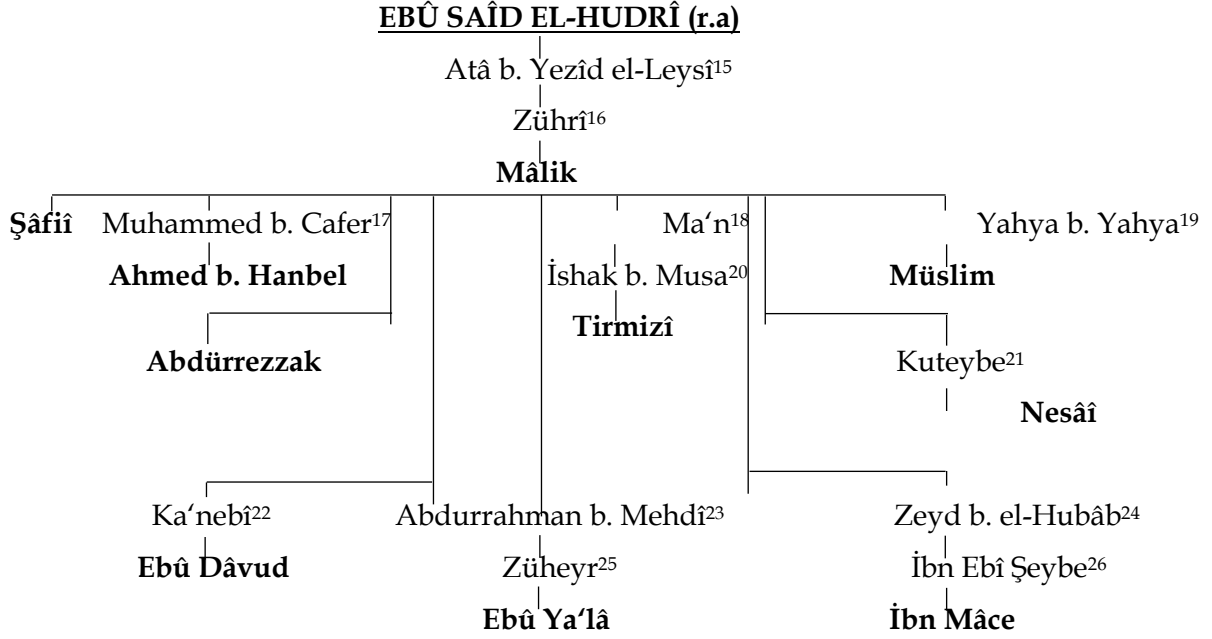 EBÛ SAÎD EL-HUDRÎ (r.a)
Atâ b. Yezîd el-Leysî15
Zührî16
Mâlik
Şâfiî Muhammed b. Cafer17 Ma‘n18 Yahya b. Yahya19
Ahmed b. Hanbel İshak b. Musa20 Müslim
Tirmizî
Abdürrezzak Kuteybe21
Nesâî
Ka‘nebî22 Abdurrahman b. Mehdî23 Zeyd b. el-Hubâb24
Ebû Dâvud Züheyr25 İbn Ebî Şeybe26
Ebû Ya‘lâ İbn Mâce